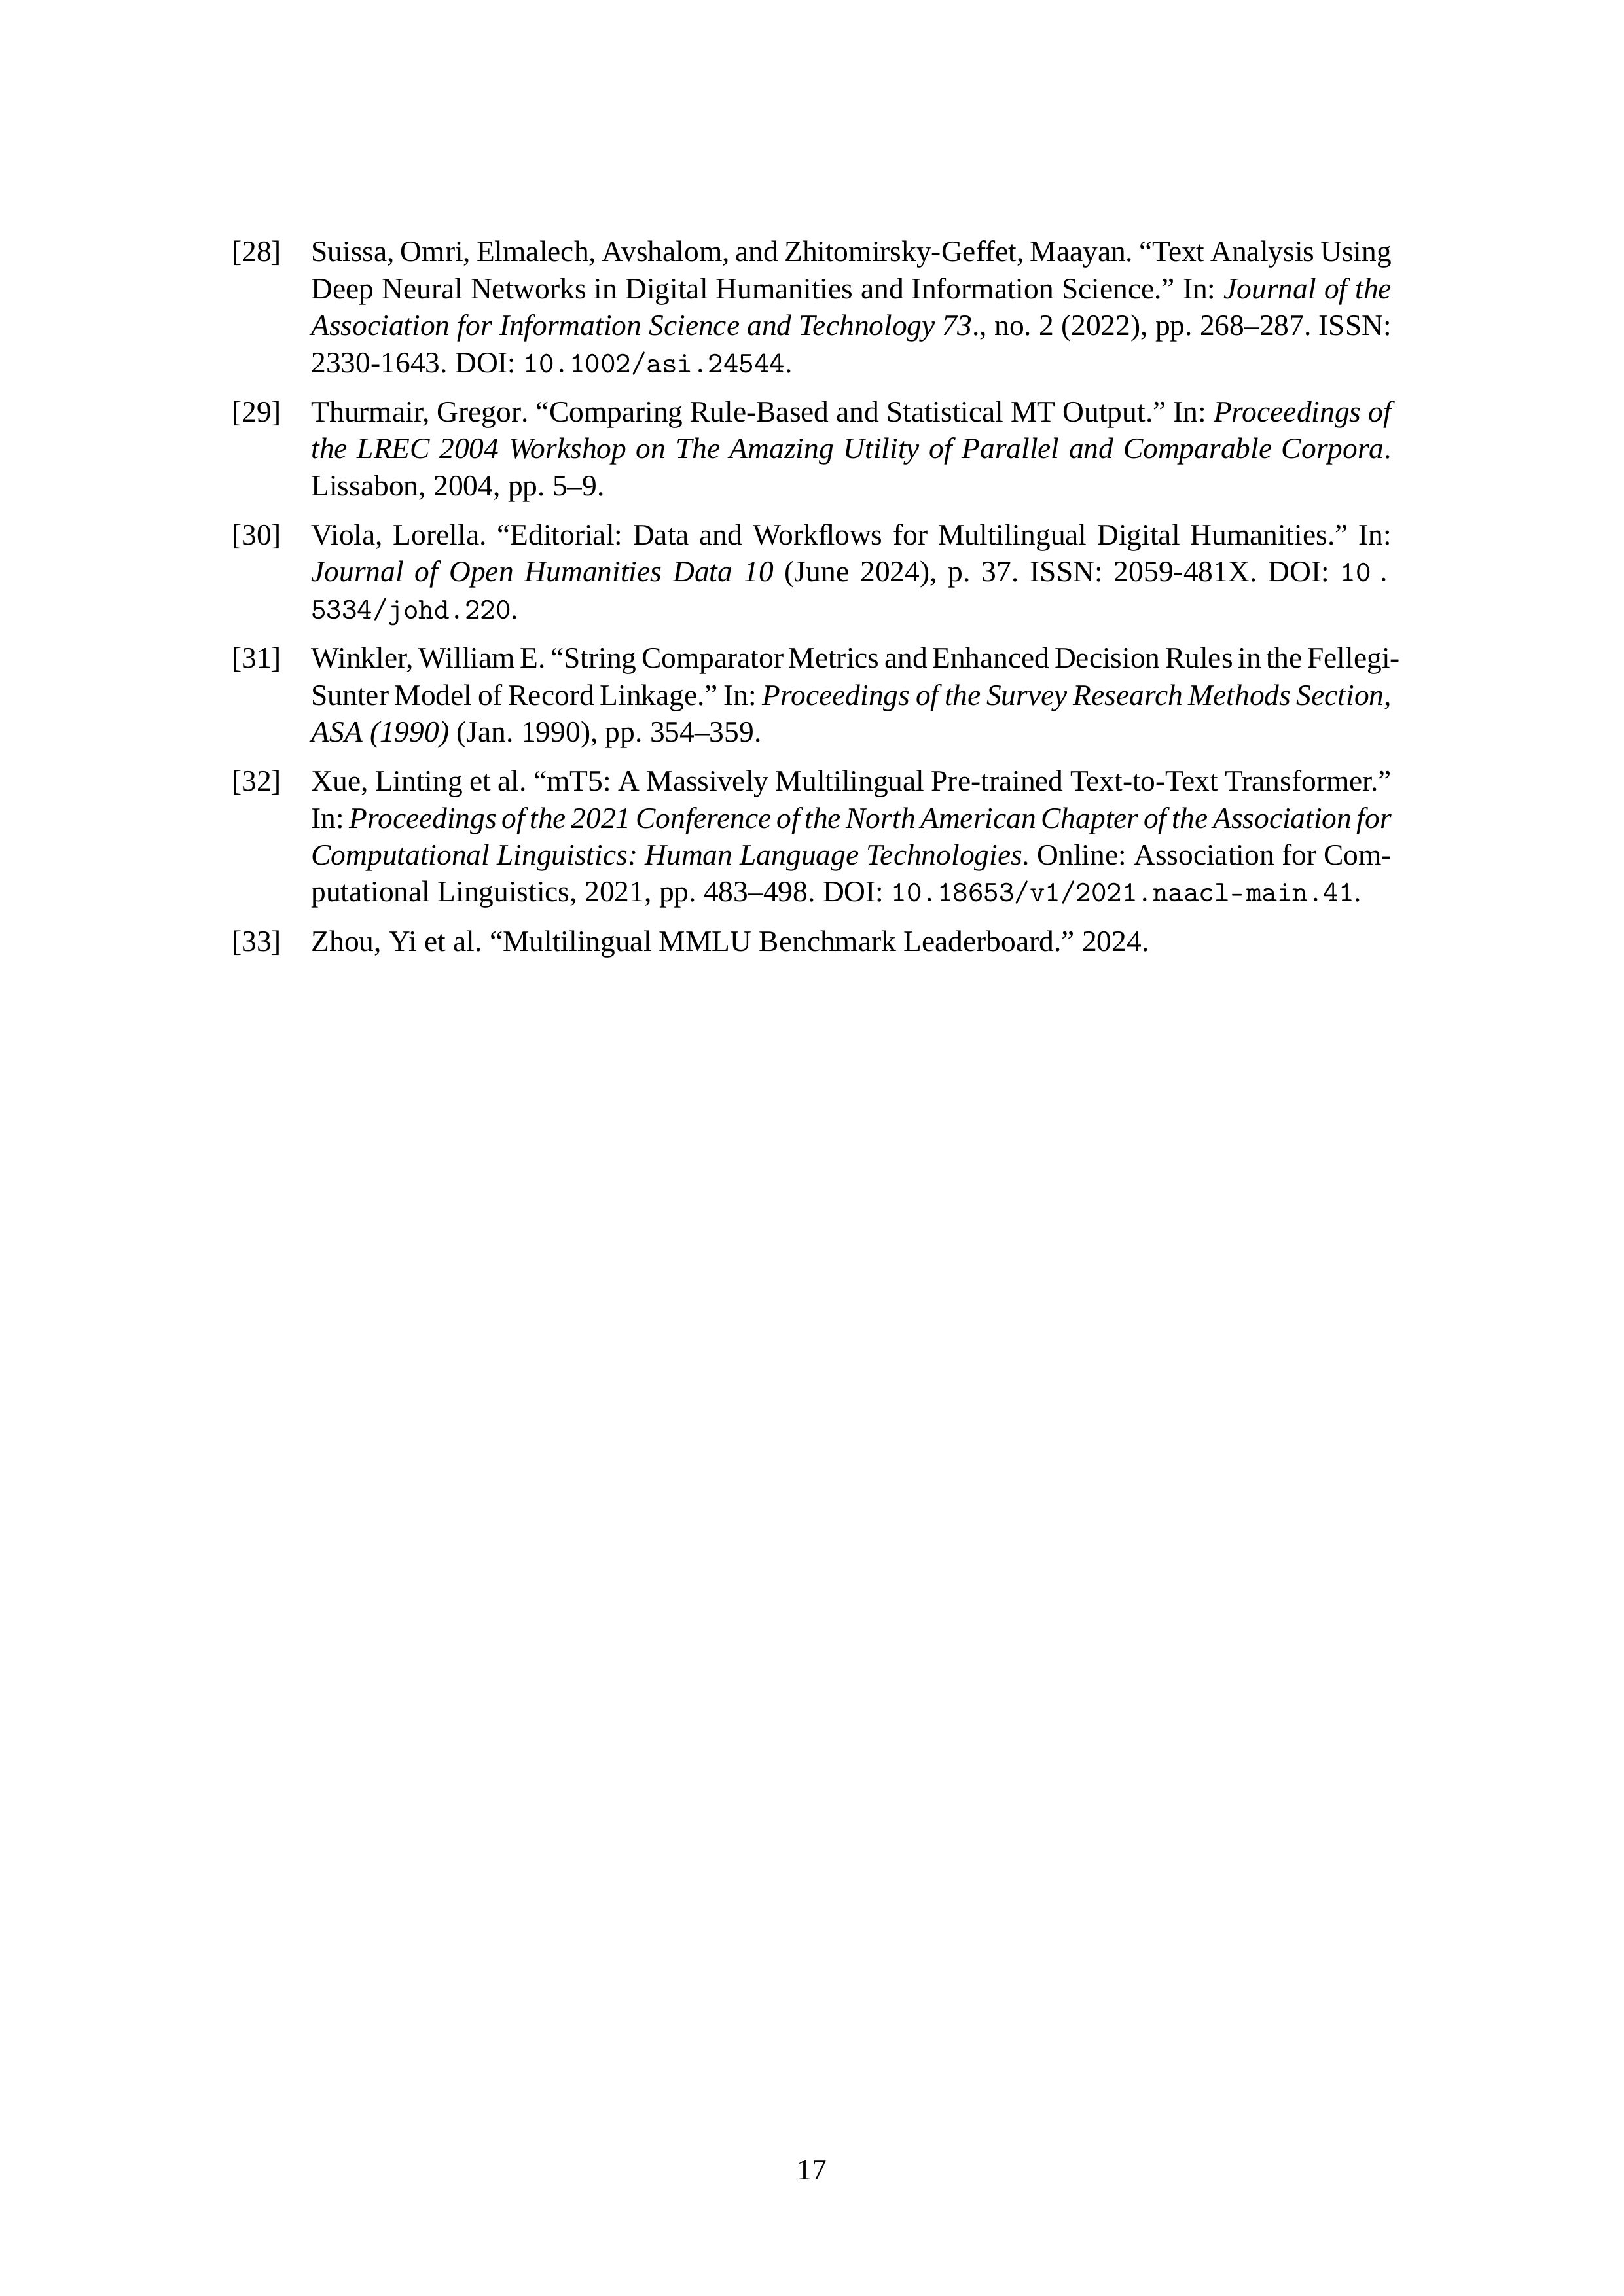 [28] Suissa, Omri, Elmalech, Avshalom, and Zhitomirsky-Geffet, Maayan. “Text Analysis Using
Deep Neural Networks in Digital Humanities and Information Science.” In: Journal of the
Association for Information Science and Technology 73., no. 2 (2022), pp. 268–287. ISSN:
2330-1643. DOI: 10.1002/asi.24544.
[29] Thurmair, Gregor. “Comparing Rule-Based and Statistical MT Output.” In: Proceedings of
the LREC 2004 Workshop on The Amazing Utility of Parallel and Comparable Corpora.
Lissabon, 2004, pp. 5–9.
[30] Viola, Lorella. “Editorial: Data and Workflows for Multilingual Digital Humanities.” In:
Journal of Open Humanities Data 10 (June 2024), p. 37. ISSN: 2059-481X. DOI: 10 .
5334/johd.220.
[31] Winkler, William E. “String Comparator Metrics and Enhanced Decision Rules in the Fellegi-
Sunter Model of Record Linkage.” In: Proceedings of the Survey Research Methods Section,
ASA (1990) (Jan. 1990), pp. 354–359.
[32] Xue, Linting et al. “mT5: A Massively Multilingual Pre-trained Text-to-Text Transformer.”
In: Proceedings of the 2021 Conference of the North American Chapter of the Association for
Computational Linguistics: Human Language Technologies. Online: Association for Com-
putational Linguistics, 2021, pp. 483–498. DOI: 10.18653/v1/2021.naacl-main.41.
[33] Zhou, Yi et al. “Multilingual MMLU Benchmark Leaderboard.” 2024.
17